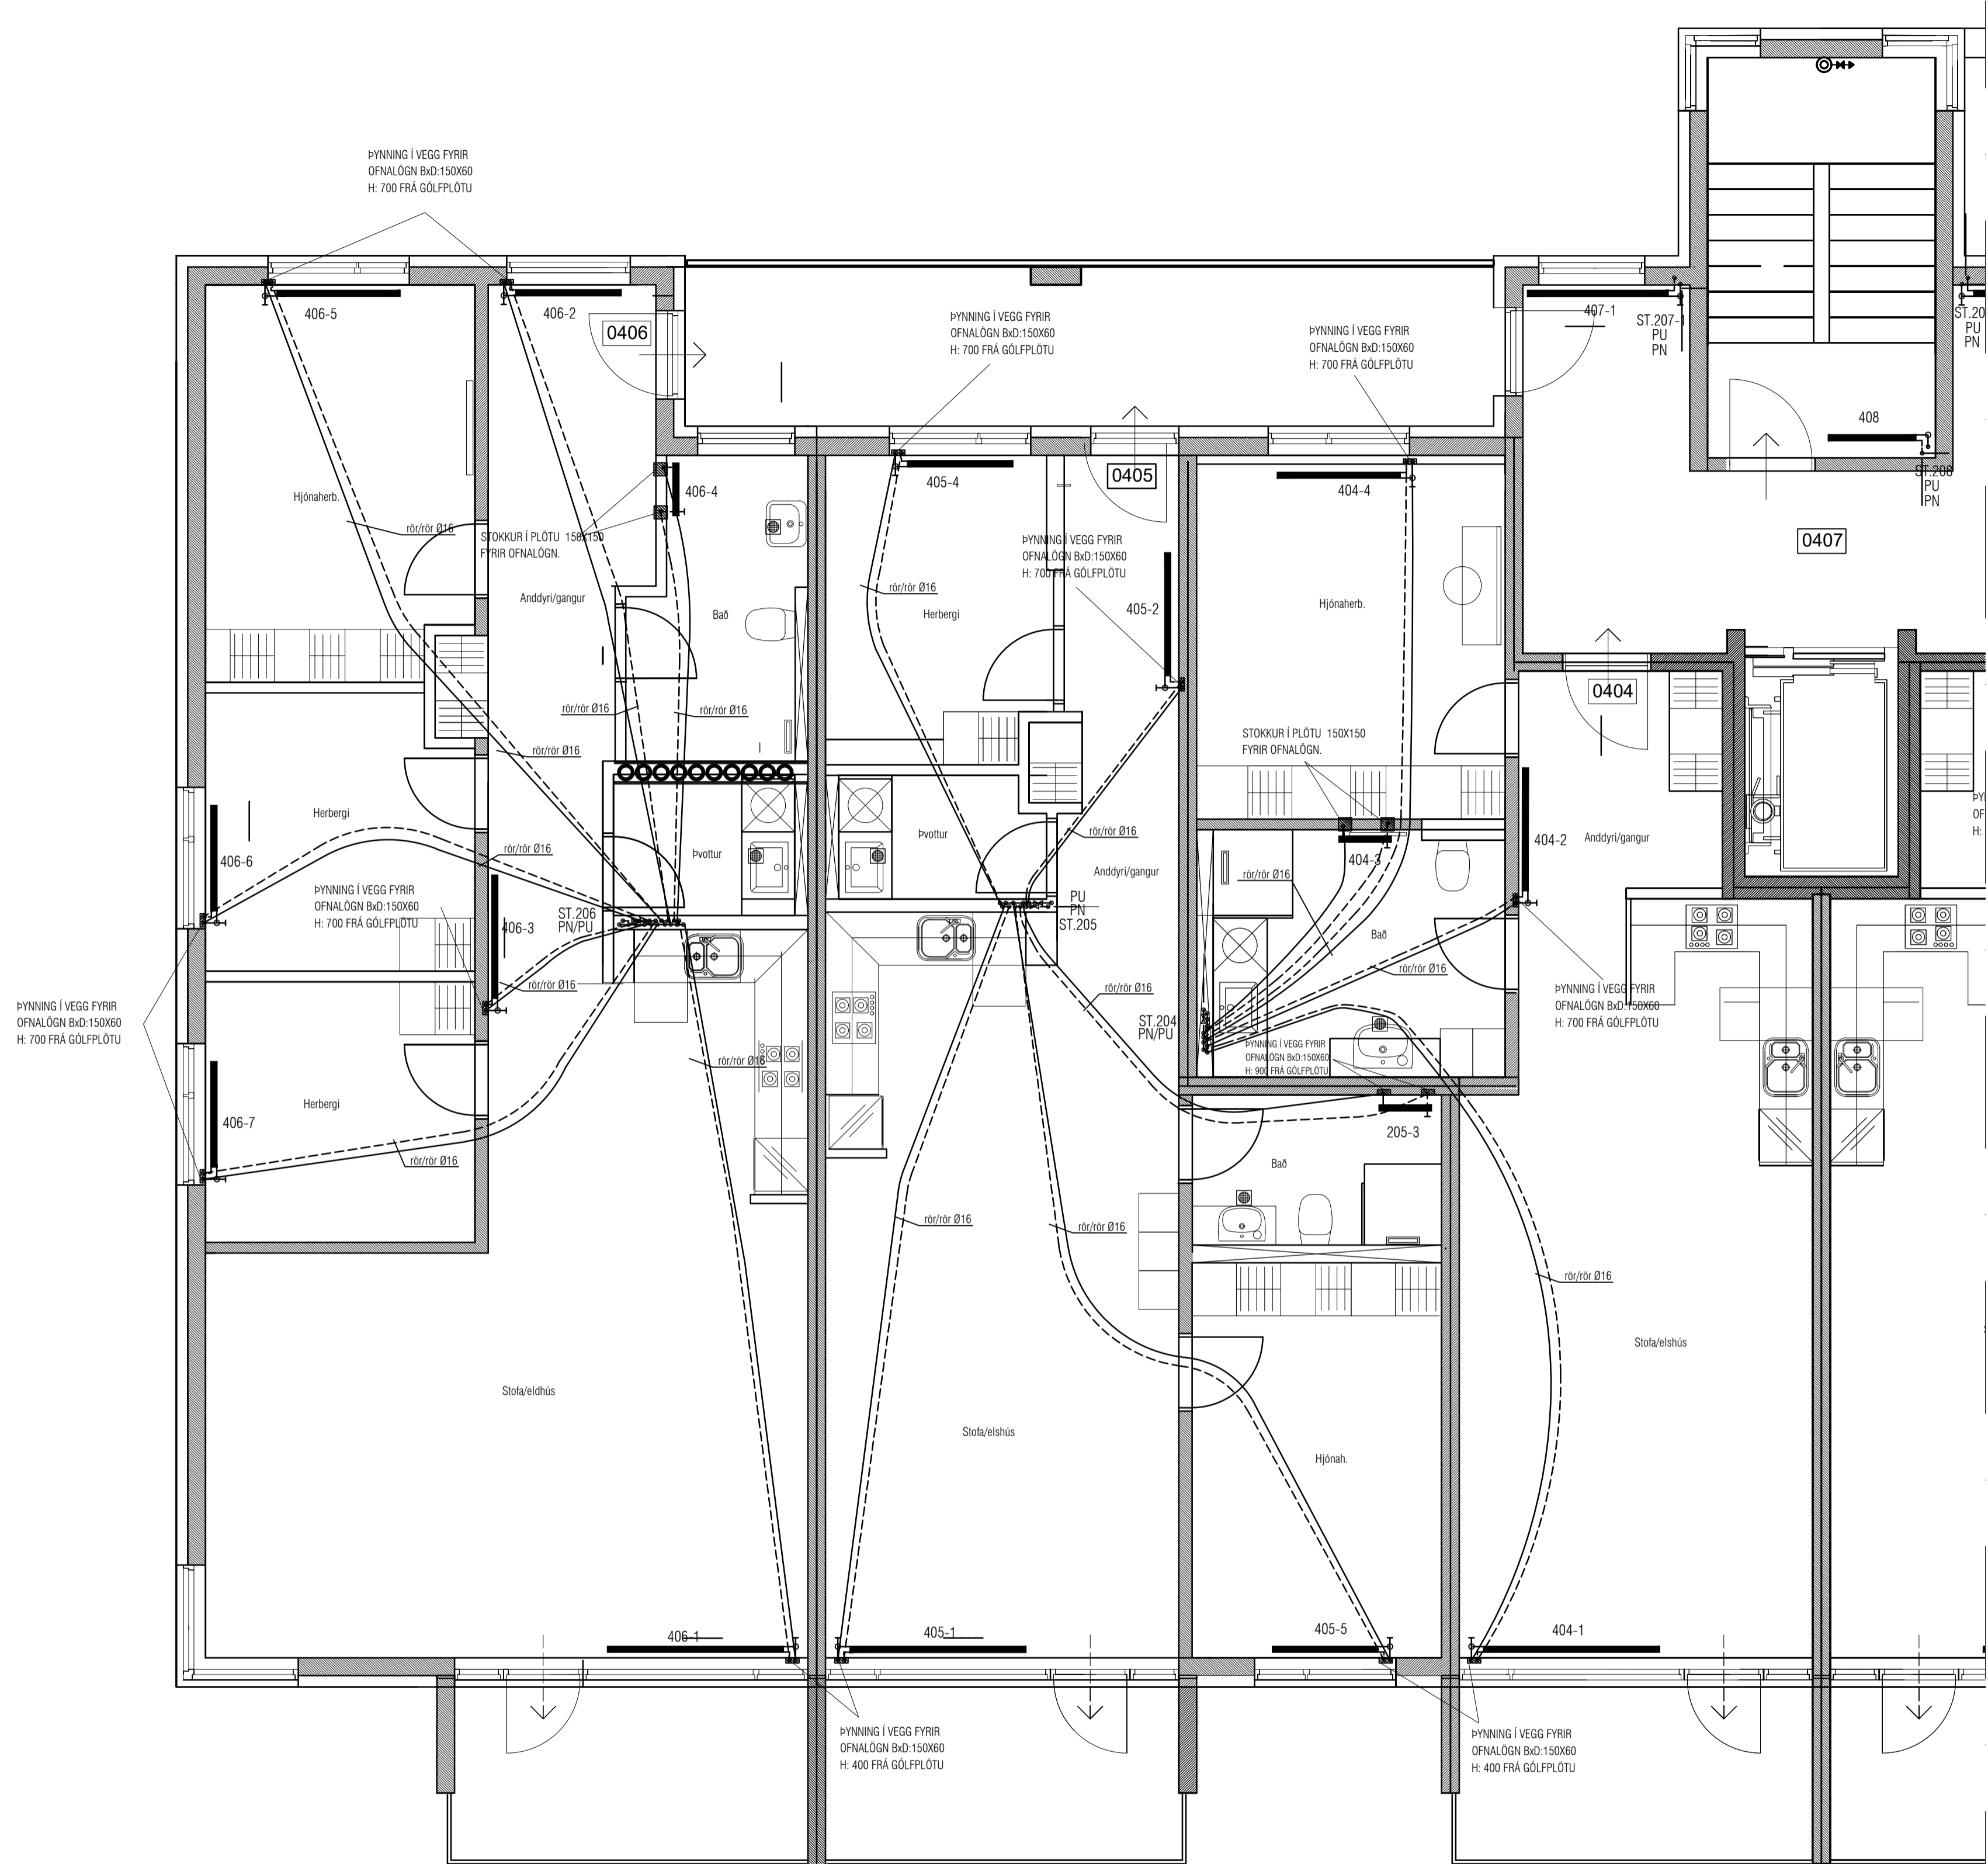 ÞYNNING Í VEGG FYRIR
OFNALÖGN BxD:150X60
H: 700 FRÁ GÓLFPLÖTU
406-5
406-2
0406
ÞYNNING Í VEGG FYRIR
OFNALÖGN BxD:150X60
H: 700 FRÁ GÓLFPLÖTU
ÞYNNING Í VEGG FYRIR
OFNALÖGN BxD:150X60
H: 700 FRÁ GÓLFPLÖTU
407-1
ST.207-1
PU
PN
ST.20
PU
PN
408
ST.208
PU
PN
Hjónaherb.
rör/rör Ø16
STOKKUR Í PLÖTU 150X150
FYRIR OFNALÖGN.
406-4
405-4
0405
404-4
0407
ÞYNNING Í VEGG FYRIR
OFNALÖGN BxD:150X60
H: 700 FRÁ GÓLFPLÖTU
Anddyri/gangur
Bað
rör/rör Ø16
Herbergi
405-2
Hjónaherb.
0404
rör/rör Ø16
rör/rör Ø16
rör/rör Ø16
STOKKUR Í PLÖTU 150X150
FYRIR OFNALÖGN.
Herbergi
406-6
rör/rör Ø16
Þvottur
Þvottur
rör/rör Ø16
Anddyri/gangur
404-3
rör/rör Ø16
404-2
Anddyri/gangur
OF
H:
ÞYNNING Í VEGG FYRIR
OFNALÖGN BxD:150X60
H: 700 FRÁ GÓLFPLÖTU
406-3
ST.206
PN/PU
PU
PN
ST.205
Bað
rör/rör Ø16
rör/rör Ø16
rör/rör Ø16
ÞYNNING Í VEGG FYRIR
OFNALÖGN BxD:150X60
H: 700 FRÁ GÓLFPLÖTU
ÞYNNING Í VEGG FYRIR
OFNALÖGN BxD:150X60
H: 700 FRÁ GÓLFPLÖTU
ST.204
PN/PU
ÞYNNING Í VEGG FYRIR
OFNALÖGN BxD:150X60
H: 900 FRÁ GÓLFPLÖTU
rör/rör Ø16
Herbergi
406-7
rör/rör Ø16
205-3
Bað
rör/rör Ø16
rör/rör Ø16
rör/rör Ø16
Stofa/eldhús
Stofa/elshús
Stofa/elshús
Hjónah.
406-1
405-1
405-5
404-1
ÞYNNING Í VEGG FYRIR
OFNALÖGN BxD:150X60
H: 400 FRÁ GÓLFPLÖTU
ÞYNNING Í VEGG FYRIR
OFNALÖGN BxD:150X60
H: 400 FRÁ GÓLFPLÖTU